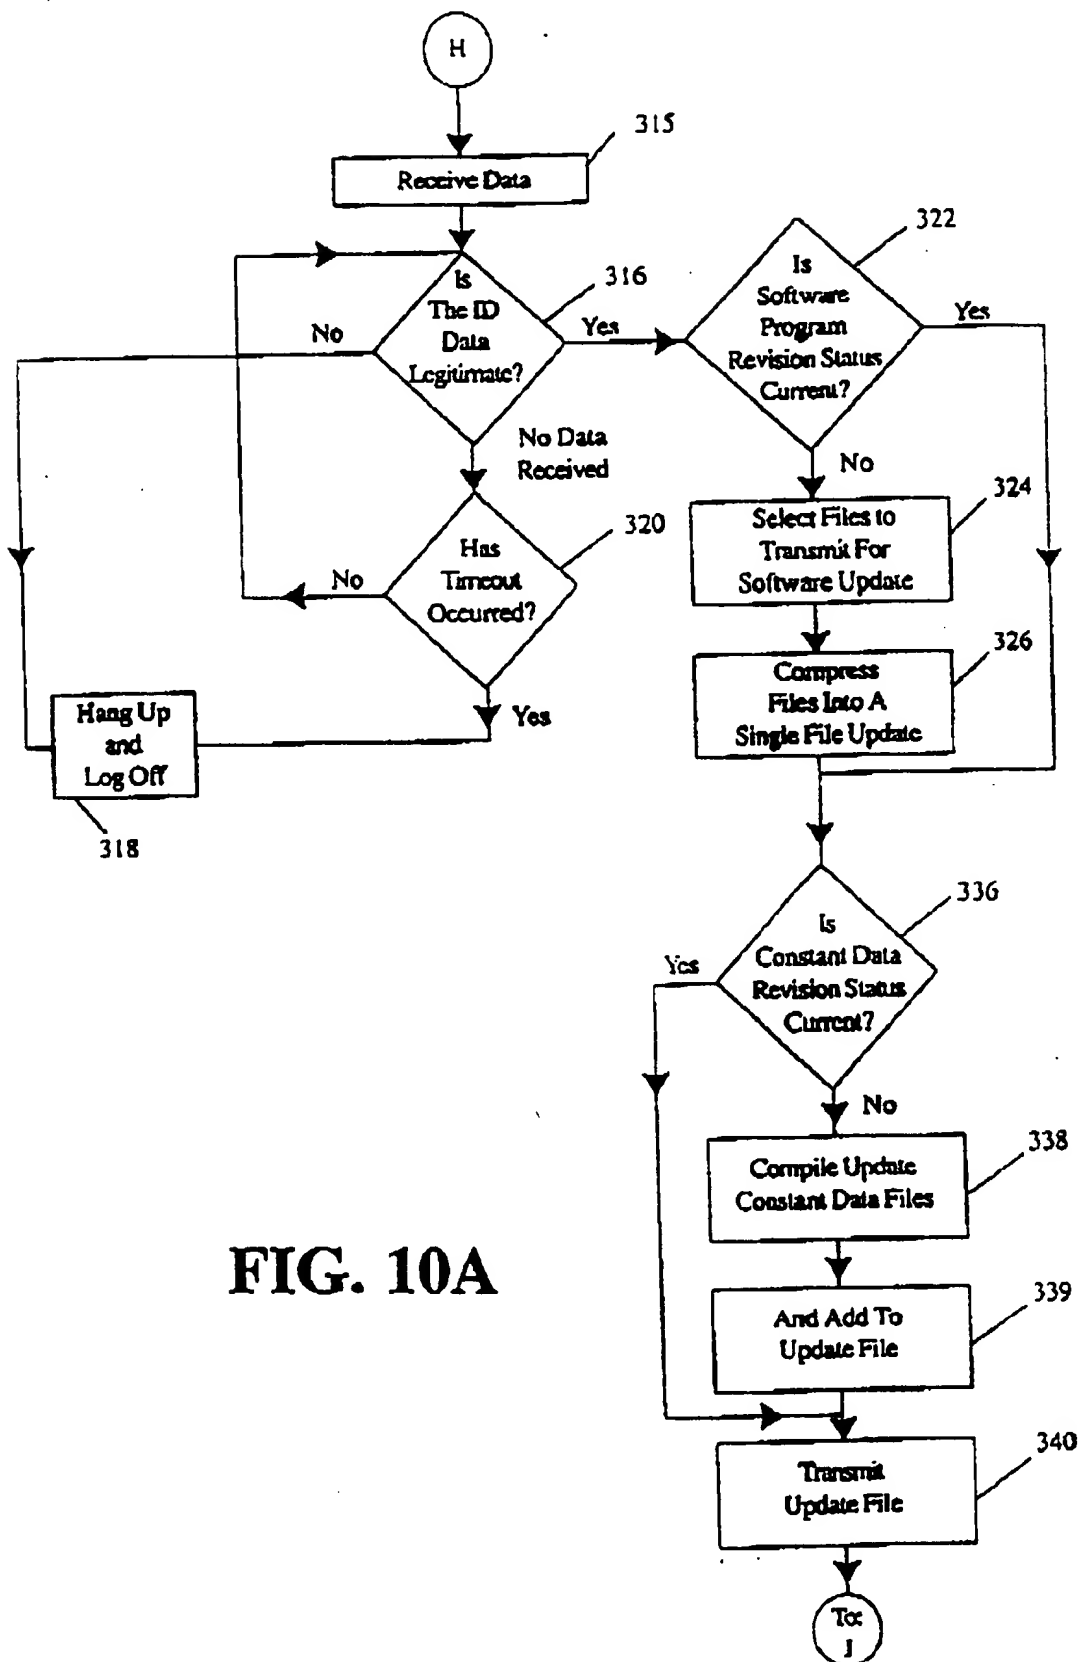 H
315
Receive Data
Is
The ID
Data
Legitimate?
316
No
Yes
No Data
Received
Has
Timeout
Occurred?
320
No
Yes
Hang Up
and
Log Off
318
Is
Software
Program
Revision Status
Current?
322
Yes
No
Select Files to
Transmit For
Software Update
324
Compress
Files Into A
Single File Update
326
Is
Constant Data
Revision Status
Current?
336
Yes
No
Compile Update
Constant Data Files
338
And Add To
Update File
339
Transmit
Update File
340
To:
J
FIG. 10A